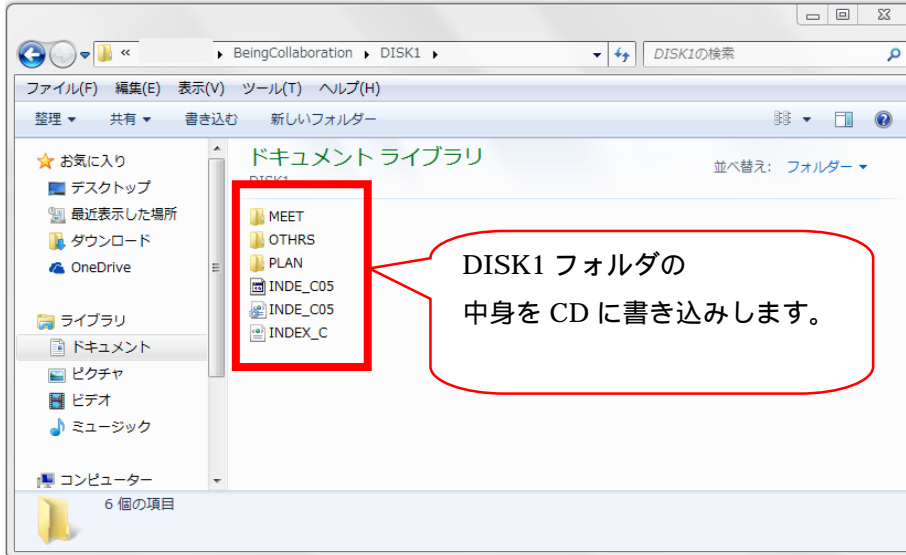 «
BeingCollaboration
DISK1
DISK1の検索
ファイル(F) 編集(E) 表示(V) ツール(T) ヘルプ(H)
整理 共有 書き込む 新しいフォルダー
お気に入り
デスクトップ
最近表示した場所
ダウンロード
OneDrive
ライブラリ
ドキュメント
ピクチャ
ビデオ
ミュージック
コンピューター
ドキュメント ライブラリ
DISK1
並べ替え: フォルダー
MEET
OTHRS
PLAN
INDE_C05
INDE_C05
INDEX_C
DISK1 フォルダの
中身を CD に書き込みします。
6 個の項目